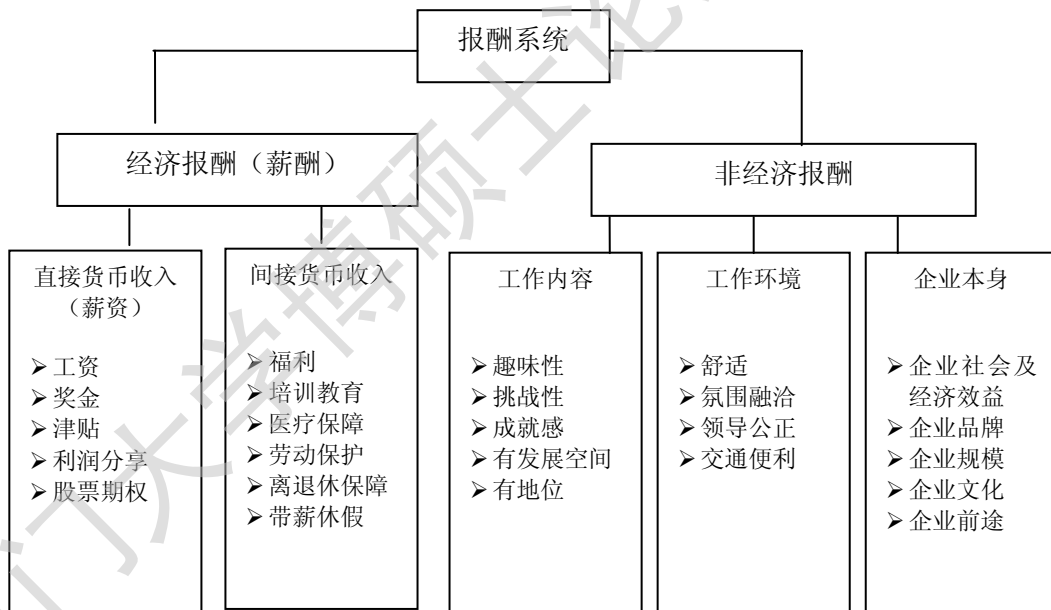 报酬系统
经济报酬（薪酬）
非经济报酬
直接货币收入
（薪资）
➢工资
➢奖金
➢津贴
➢利润分享
➢股票期权
间接货币收入
➢福利
➢培训教育
➢医疗保障
➢劳动保护
➢离退休保障
➢带薪休假
工作内容
➢趣味性
➢挑战性
➢成就感
➢有发展空间
➢有地位
工作环境
➢舒适
➢氛围融洽
➢领导公正
➢交通便利
企业本身
➢企业社会及
经济效益
➢企业品牌
➢企业规模
➢企业文化
➢企业前途
门大学博硕士论